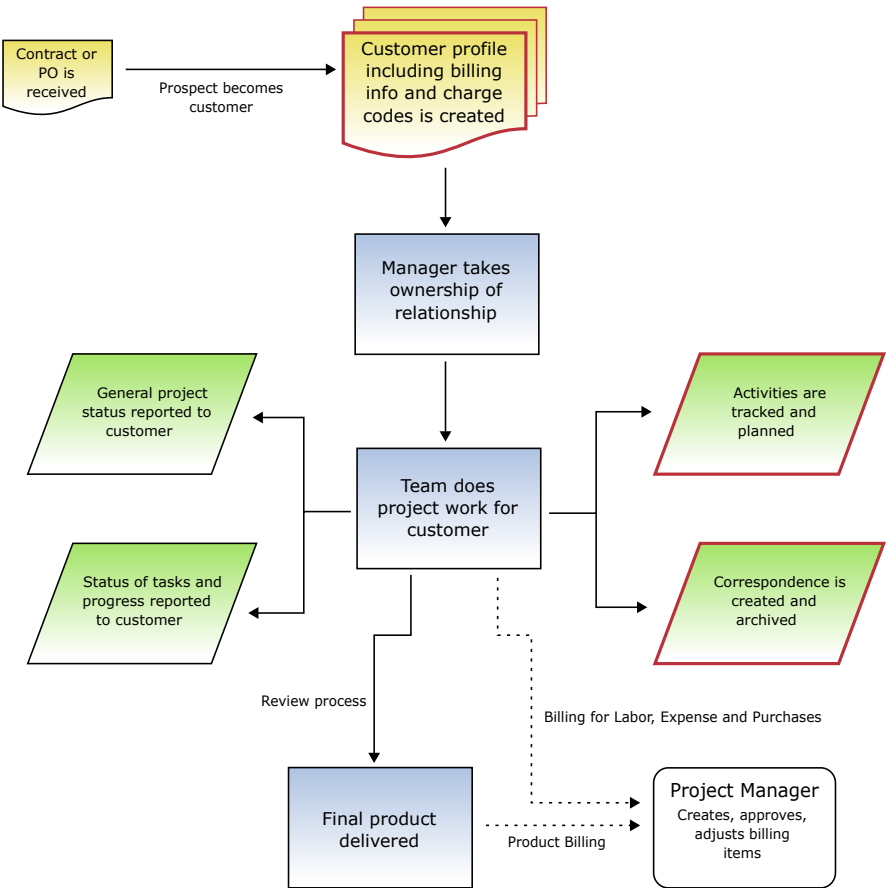 Contract or
PO is
received
Prospect becomes
customer
Customer profile
including billing
info and charge
codes is created
Manager takes
ownership of
relationship
General project
status reported to
customer
Activities are
tracked and
planned
Team does
project work for
customer
Status of tasks and
progress reported
to customer
Correspondence is
created and
archived
Review process
Billing for Labor, Expense and Purchases
Final product
delivered
Product Billing
Project Manager
Creates, approves,
adjusts billing
items